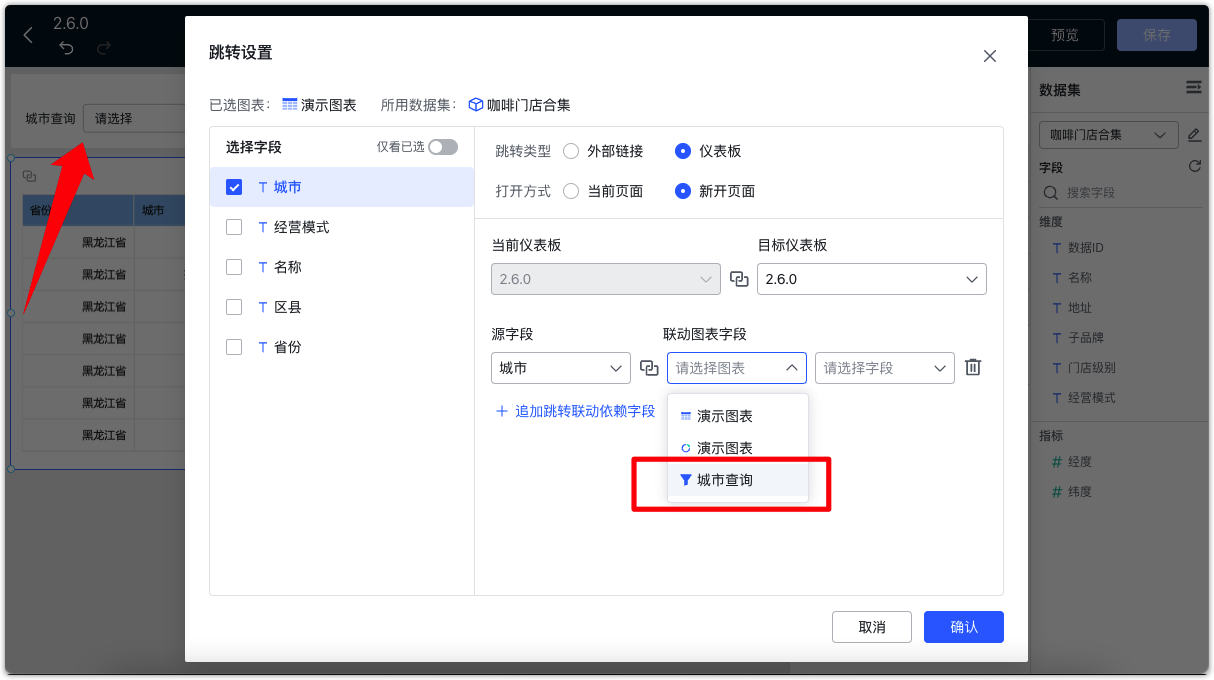 2.6.0
预览
保存
城市查询
请选择
省份
城市
黑龙江省
黑龙江省
黑龙江省
黑龙江省
黑龙江省
黑龙江省
黑龙江省
跳转设置
已选图表:
演示图表
所用数据集:
咖啡门店合集
选择字段
仅看已选
城市
经营模式
名称
区县
省份
跳转类型
外部链接
仪表板
打开方式
当前页面
新开页面
当前仪表板
目标仪表板
2.6.0
2.6.0
源字段
联动图表字段
城市
请选择图表
请选择字段
追加跳转联动依赖字段
演示图表
演示图表
城市查询
取消
确认
数据集
咖啡门店合集
字段
搜索字段
维度
数据ID
名称
地址
子品牌
门店级别
经营模式
指标
经度
纬度